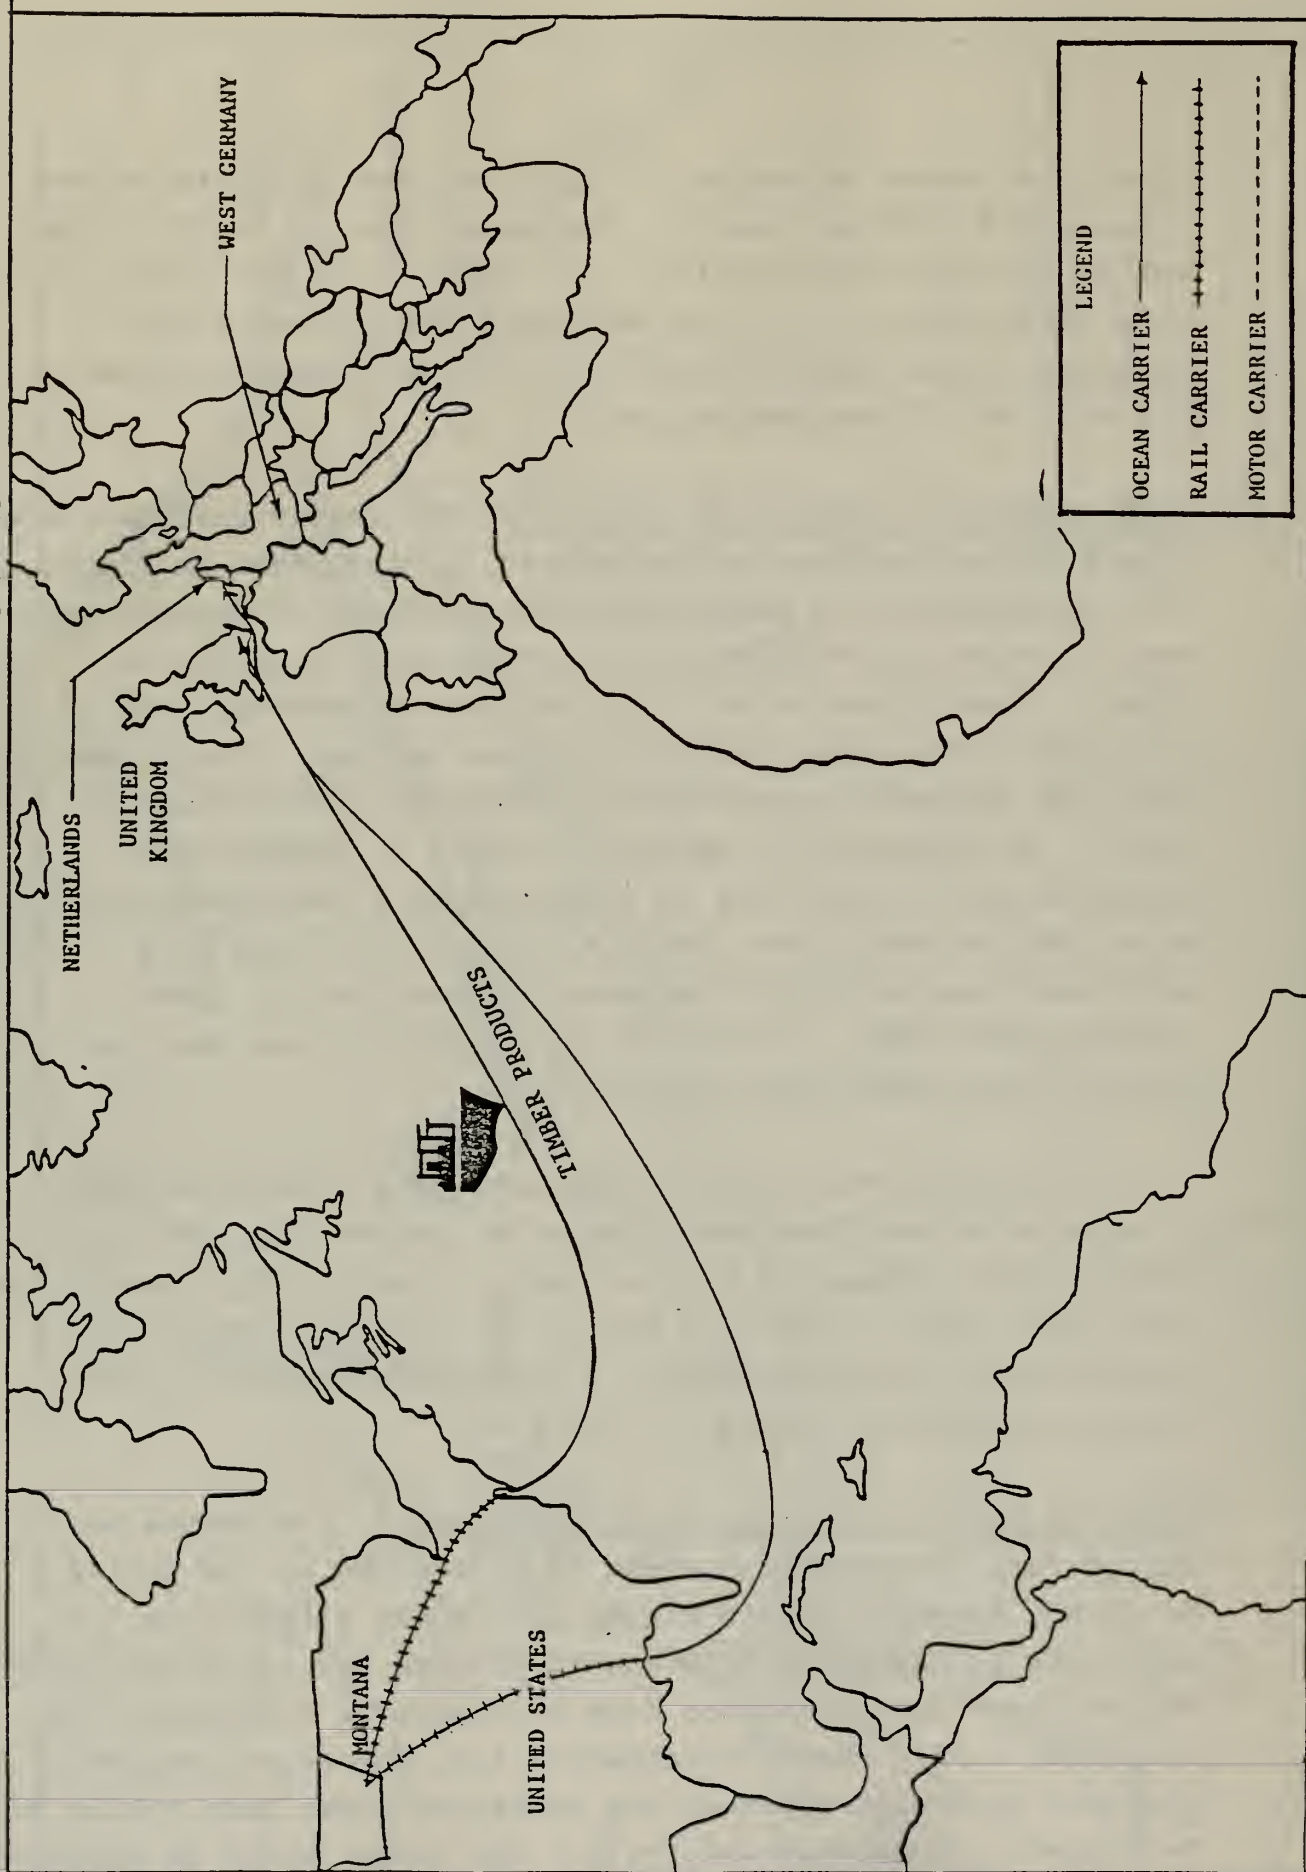 NETHERLANDS
WEST GERMANY
UNITED
KINGDOM
TIMBER PRODUCTS
MONTANA
UNITED STATES
LEGEND
OCEAN CARRIER
RAIL CARRIER
MOTOR CARRIER